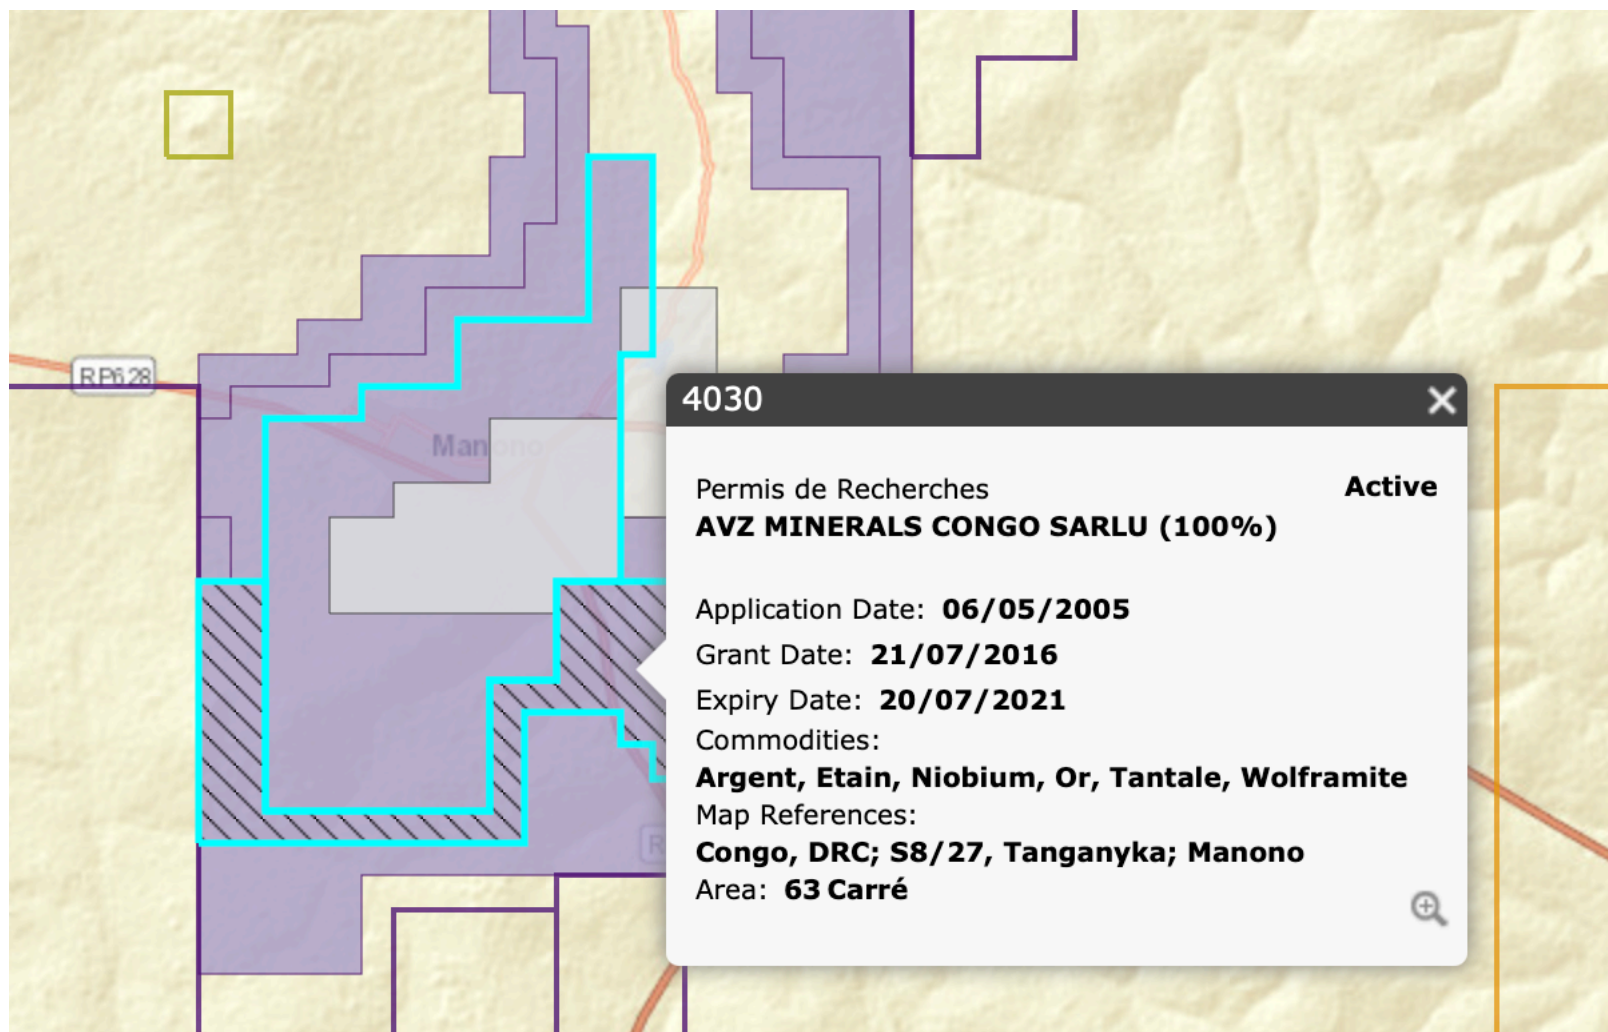 RP628
Manono
4030
Permis de Recherches
Active
AVZ MINERALS CONGO SARLU (100%)
Application Date: 06/05/2005
Grant Date: 21/07/2016
Expiry Date: 20/07/2021
Commodities:
Argent, Etain, Niobium, Or, Tantale, Wolframite
Map References:
Congo, DRC; S8/27, Tanganyka; Manono
Area: 63 Carré